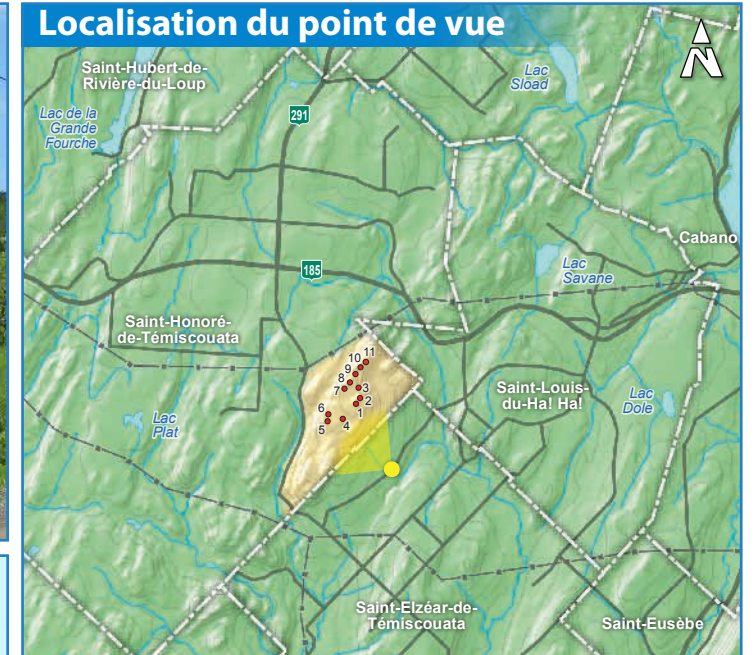 Localisation du point de vue
N
Saint-Hubert-de-
Rivière-du-Loup
Lac
Sload
Lac de la
Grande
Fourche
291
Cabano
Lac
Savane
185
Saint-Honoré-
de-Témiscouata
11
10
9
8
7
3
2
1
6
5
4
Saint-Louis-
du-Ha! Ha!
Lac
Dole
Lac
Plat
Saint-Elzéar-de-
Témiscouata
Saint-Eusèbe